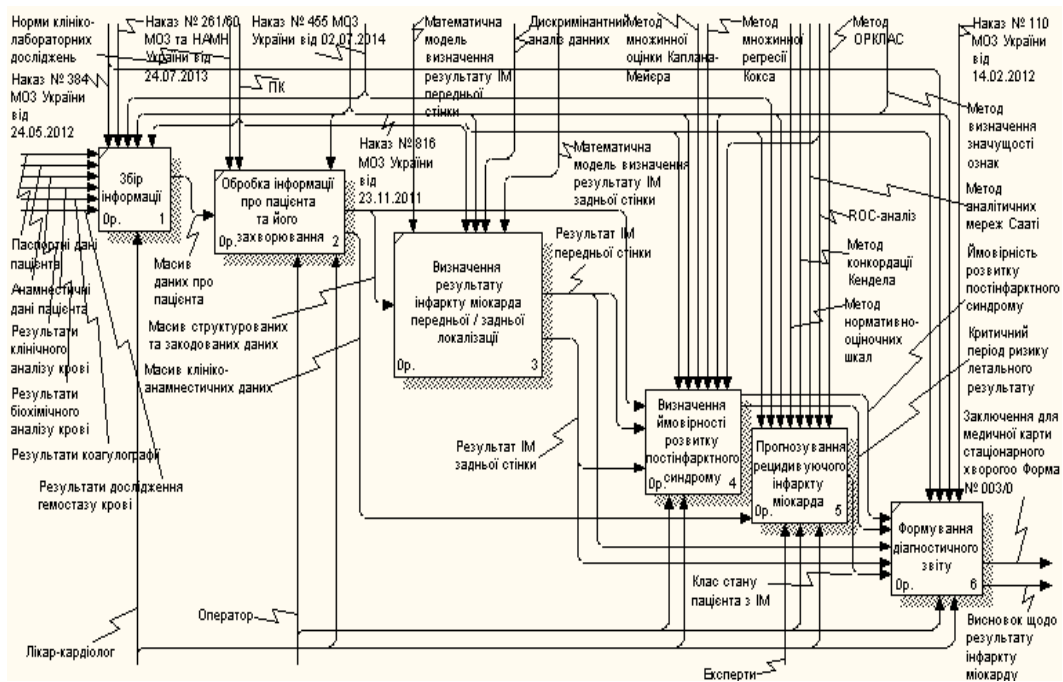 Норми клініко-
лабораторних
досліджень
Наказ № 384
МОЗ України
від
24.05.2012
Наказ № 261/60
МОЗ та НАМН
України від
24.07.2013
Наказ № 455 МОЗ
України від 02.07.2014
ПК
Математична
модель
визначення
результату ІМ
передньої
стінки
Дискримінантний
аналіз данних
Метод
множинної
оцінки Каплана-
Мейєра
Метод
множинної
регресії
Кокса
Метод
ОРКЛАС
Наказ № 110
МОЗ України
від
14.02.2012
Наказ № 816
МОЗ України
від
23.11.2011
Математична
модель визначення
результату ІМ
задньої стінки
Метод
визначення
значущості
ознак
Метод
аналітичних
мереж Сааті
ROC-аналіз
Метод
конкордації
Кендела
Метод
нормативно-
оціночних
шкал
Збір
інформації
0р. 1
Обробка інформації
про пацієнта
та його
захворювання
0р. 2
Визначення
результату
інфаркту міокарда
передньої / задньої
локалізації
0р. 3
Визначення
ймовірності
розвитку
постінфарктного
синдрому
0р. 4
Прогнозування
рецидивуючого
інфаркту
міокарда
0р. 5
Формування
діагностичного
звіту
0р. 6
Паспортні дані
пацієнта
Анамнестичні
дані пацієнта
Результати
клінічного
аналізу крові
Результати
біохімічного
аналізу крові
Результати коагулографії
Результати дослідження
гемостазу крові
Масив
даних про
пацієнта
Масив структурованих
та закодованих даних
Масив клініко-
анамнестичних даних
Результат ІМ
передньої стінки
Результат ІМ
задньої стінки
Ймовірність
розвитку
постінфарктного
синдрому
Критичний
період ризику
летального
результату
Заключення для
медичної карти
стаціонарного
хворого Форма
№ 003/0
Клас стану
пацієнта з ІМ
Висновок щодо
результату
інфаркту
міокарду
Лікар-кардіолог
Оператор
Експерти